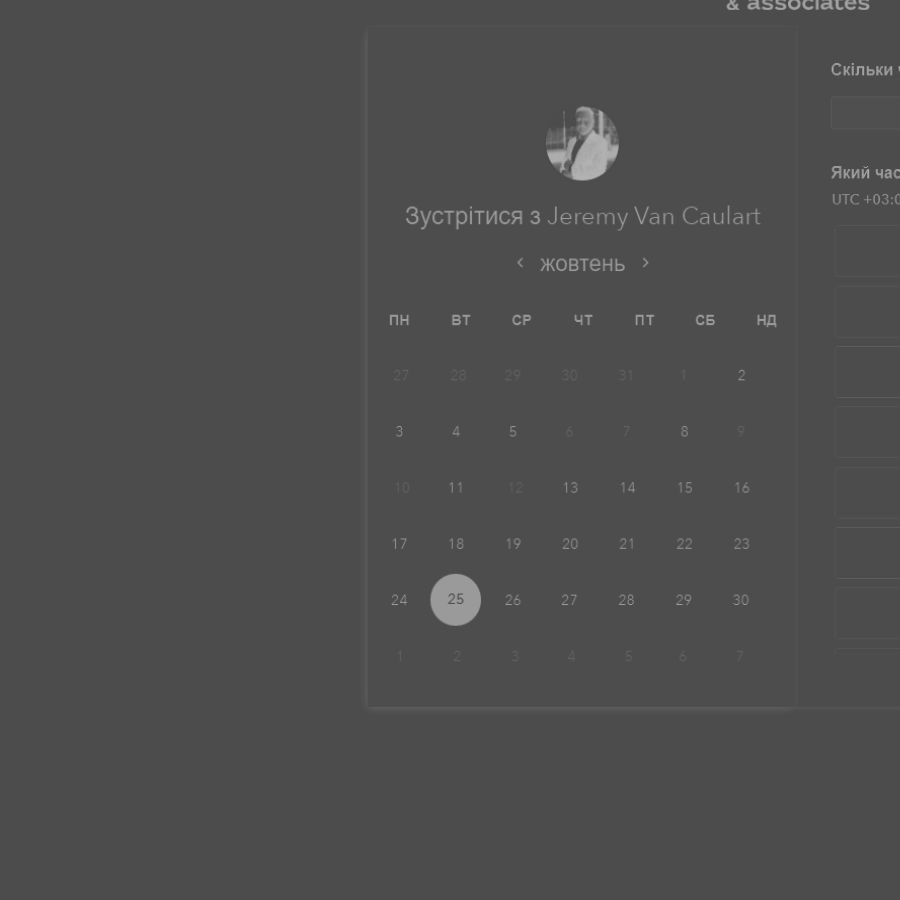 & associates
Зустрітися з Jeremy Van Caulart
жовтень
ПН ВТ СР ЧТ ПТ СБ НД
27 28 29 30 31 1 2
3 4 5 6 7 8 9
10 11 12 13 14 15 16
17 18 19 20 21 22 23
24 25 26 27 28 29 30
1 2 3 4 5 6 7
Скільки
Який час
UTC +03:0